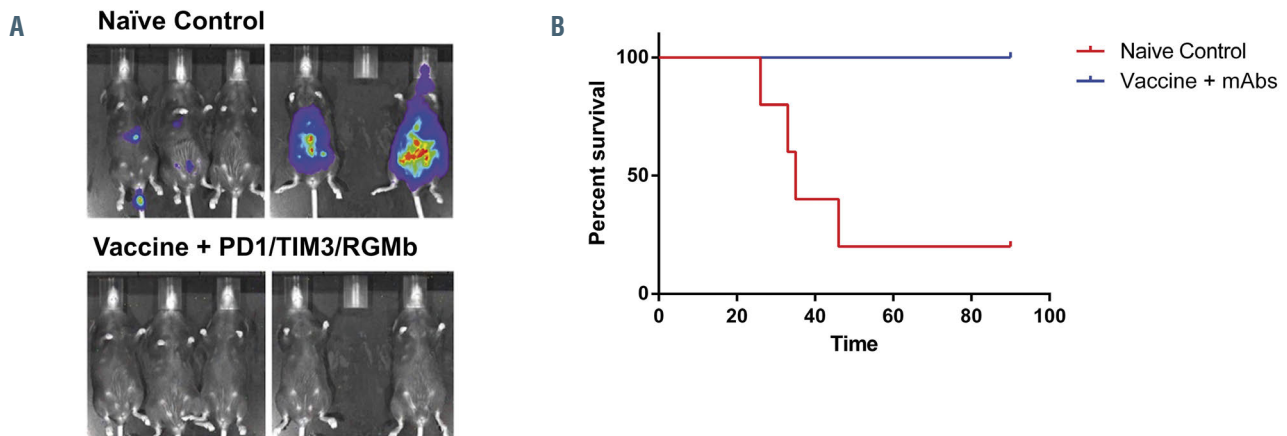 A
Naïve Control
Vaccine + PD1/TIM3/RGMb
B
Percent survival
100
50
0
0 20 40 60 80 100
Time
Naive Control
Vaccine + mAbs